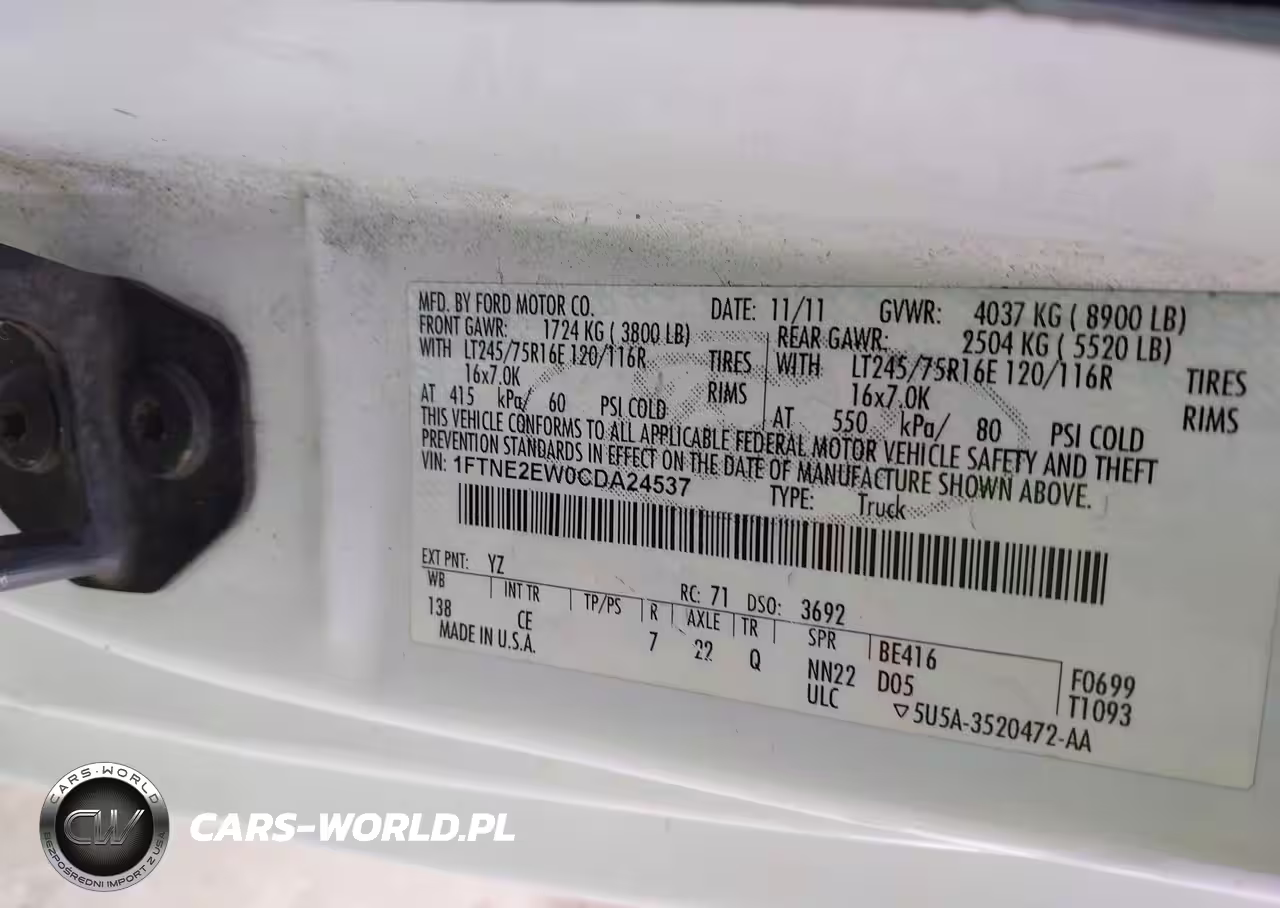 MFD. BY FORD MOTOR CO. DATE: 11/11 GVWR: 4037 KG ( 8900 LB)
FRONT GAWR: 1724 KG ( 3800 LB) REAR GAWR: 2504 KG ( 5520 LB)
WITH LT245/75R16E 120/116R TIRES WITH LT245/75R16E 120/116R TIRES
16x7.0K RIMS 16x7.0K RIMS
AT 415 kPa/ 60 PSI COLD AT 550 kPa/ 80 PSI COLD
THIS VEHICLE CONFORMS TO ALL APPLICABLE FEDERAL MOTOR VEHICLE SAFETY AND THEFT
PREVENTION STANDARDS IN EFFECT ON THE DATE OF MANUFACTURE SHOWN ABOVE.
VIN: 1FTNE2EW0CDA24537 TYPE: Truck
EXT PNT: YZ RC: 71 DSO: 3692
WB INT TR TP/PS R AXLE TR SPR BE416 F0699
138 CE 7 22 Q NN22 D05 T1093
MADE IN U.S.A. ULC ▽5U5A-3520472-AA
CARS-WORLD
CW
BEZPOŚREDNI IMPORT Z USA
CARS-WORLD.PL